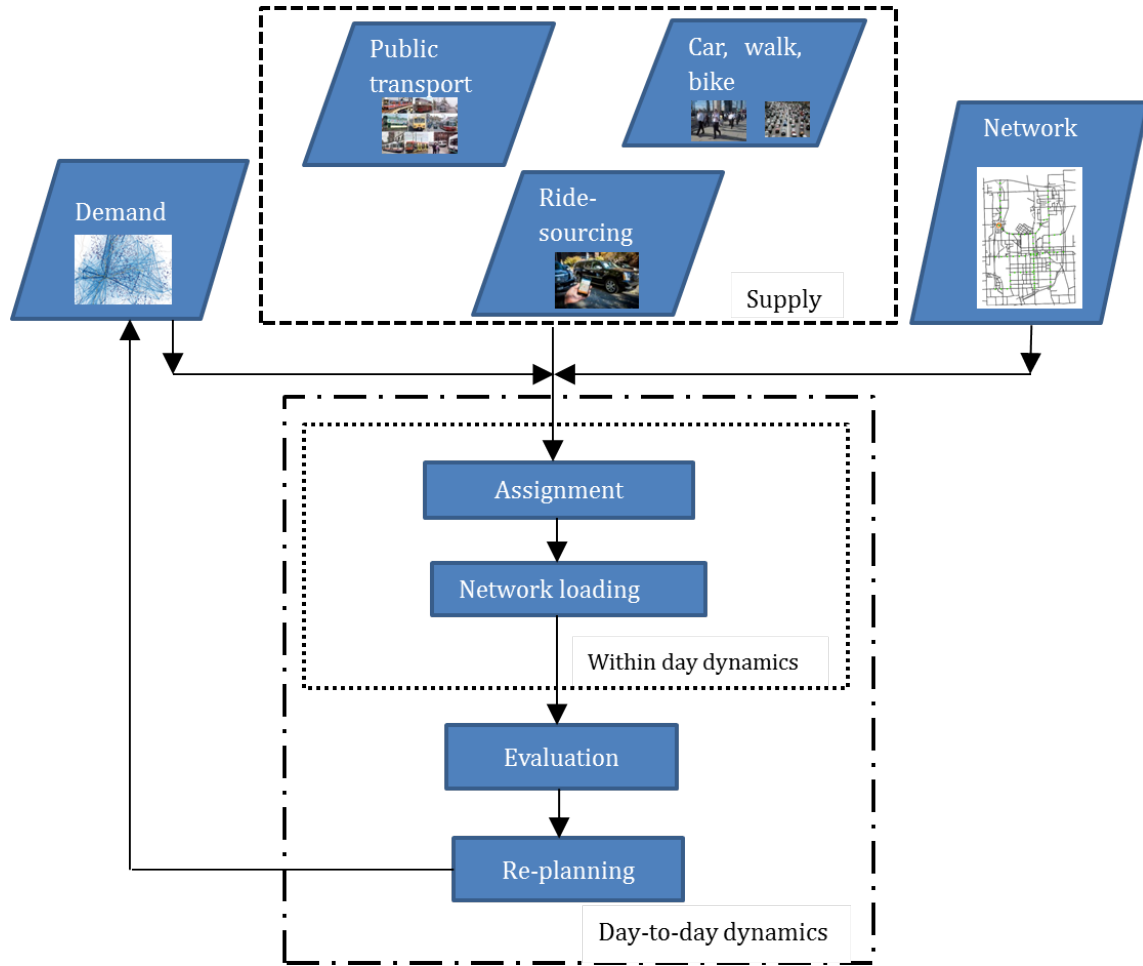 Public
transport
Car, walk,
bike
Network
Demand
Ride-
sourcing
Supply
Assignment
Network loading
Within day dynamics
Evaluation
Re-planning
Day-to-day dynamics